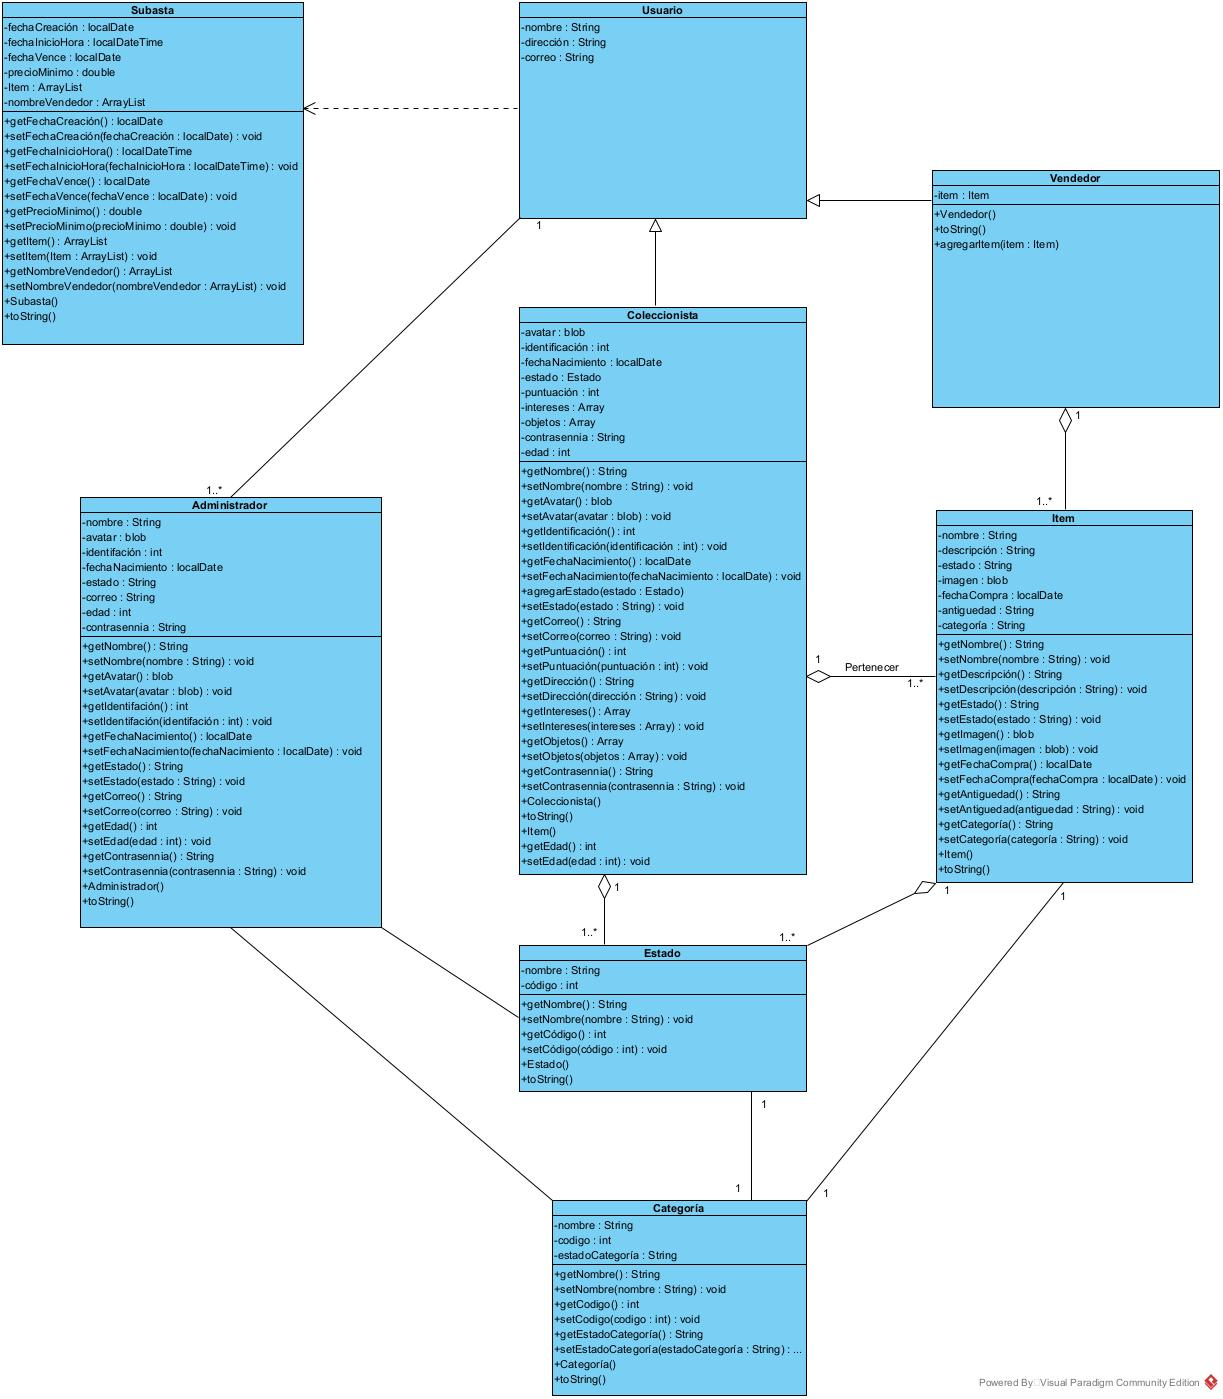 Subasta
-fechaCreación : localDate
-fechaInicioHora : localDateTime
-fechaVence : localDate
-precioMinimo : double
-Item : ArrayList
-nombreVendedor : ArrayList
+getFechaCreación() : localDate
+setFechaCreación(fechaCreación : localDate) : void
+getFechaInicioHora() : localDateTime
+setFechaInicioHora(fechaInicioHora : localDateTime) : void
+getFechaVence() : localDate
+setFechaVence(fechaVence : localDate) : void
+getPrecioMinimo() : double
+setPrecioMinimo(precioMinimo : double) : void
+getItem() : ArrayList
+setItem(Item : ArrayList) : void
+getNombreVendedor() : ArrayList
+setNombreVendedor(nombreVendedor : ArrayList) : void
+Subasta()
+toString()
Usuario
-nombre : String
-dirección : String
-correo : String
1
Vendedor
-item : Item
+Vendedor()
+toString()
+agregarItem(item : Item)
1
1..*
Coleccionista
-avatar : blob
-identificación : int
-fechaNacimiento : localDate
-estado : Estado
-puntuación : int
-intereses : Array
-objetos : Array
-contrasennia : String
-edad : int
+getNombre() : String
+setNombre(nombre : String) : void
+getAvatar() : blob
+setAvatar(avatar : blob) : void
+getIdentificación() : int
+setIdentificación(identificación : int) : void
+getFechaNacimiento() : localDate
+setFechaNacimiento(fechaNacimiento : localDate) : void
+agregarEstado(estado : Estado)
+setEstado(estado : String) : void
+getCorreo() : String
+setCorreo(correo : String) : void
+getPuntuación() : int
+setPuntuación(puntuación : int) : void
+getDirección() : String
+setDirección(dirección : String) : void
+getIntereses() : Array
+setIntereses(intereses : Array) : void
+getObjetos() : Array
+setObjetos(objetos : Array) : void
+getContrasennia() : String
+setContrasennia(contrasennia : String) : void
+Coleccionista()
+toString()
+Item()
+getEdad() : int
+setEdad(edad : int) : void
1..*
Administrador
-nombre : String
-avatar : blob
-identifación : int
-fechaNacimiento : localDate
-estado : String
-correo : String
-edad : int
-contrasennia : String
+getNombre() : String
+setNombre(nombre : String) : void
+getAvatar() : blob
+setAvatar(avatar : blob) : void
+getIdentifación() : int
+setIdentifación(identifación : int) : void
+getFechaNacimiento() : localDate
+setFechaNacimiento(fechaNacimiento : localDate) : void
+getEstado() : String
+setEstado(estado : String) : void
+getCorreo() : String
+setCorreo(correo : String) : void
+getEdad() : int
+setEdad(edad : int) : void
+getContrasennia() : String
+setContrasennia(contrasennia : String) : void
+Administrador()
+toString()
1
Pertenecer
1..*
Item
-nombre : String
-descripción : String
-estado : String
-imagen : blob
-fechaCompra : localDate
-antiguedad : String
-categoría : String
+getNombre() : String
+setNombre(nombre : String) : void
+getDescripción() : String
+setDescripción(descripción : String) : void
+getEstado() : String
+setEstado(estado : String) : void
+getImagen() : blob
+setImagen(imagen : blob) : void
+getFechaCompra() : localDate
+setFechaCompra(fechaCompra : localDate) : void
+getAntiguedad() : String
+setAntiguedad(antiguedad : String) : void
+getCategoría() : String
+setCategoría(categoría : String) : void
+Item()
+toString()
1
1..*
1
1..*
1
Estado
-nombre : String
-código : int
+getNombre() : String
+setNombre(nombre : String) : void
+getCódigo() : int
+setCódigo(código : int) : void
+Estado()
+toString()
1
1
1
Categoría
-nombre : String
-codigo : int
-estadoCategoría : String
+getNombre() : String
+setNombre(nombre : String) : void
+getCodigo() : int
+setCodigo(codigo : int) : void
+getEstadoCategoría() : String
+setEstadoCategoría(estadoCategoría : String) : ...
+Categoría()
+toString()
Powered By Visual Paradigm Community Edition